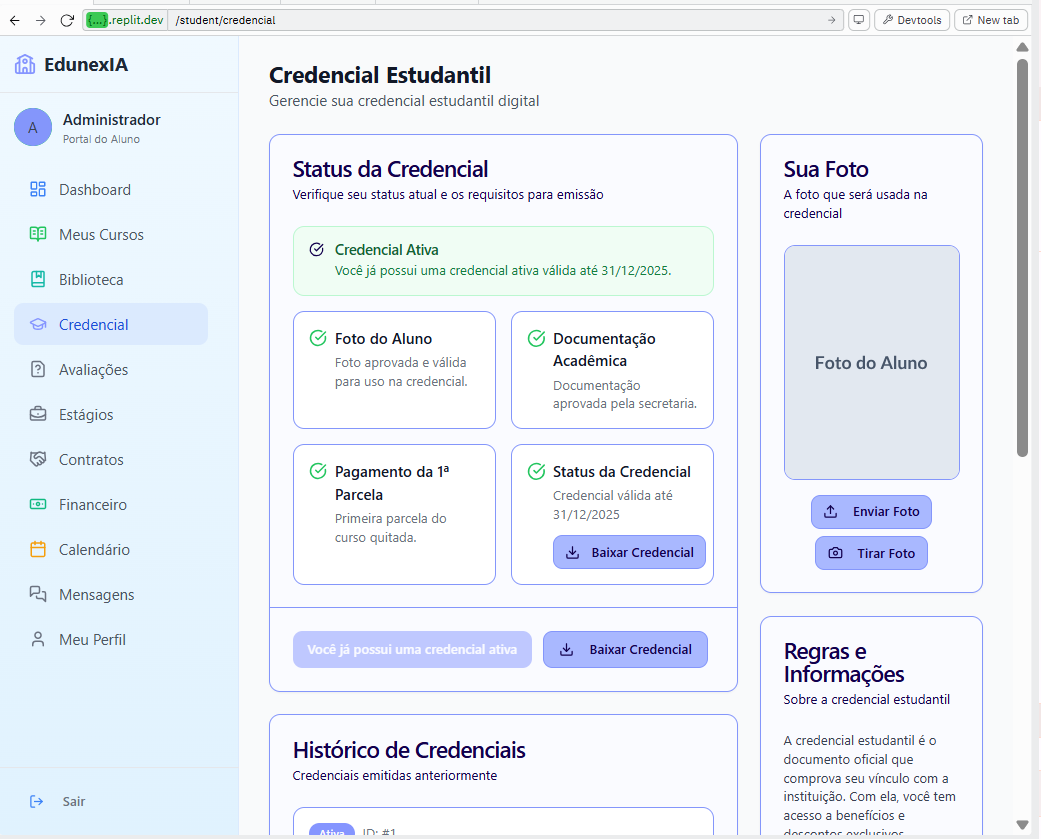 {...}.replit.dev /student/credencial
Devtools
New tab
EdunexIA
A
Administrador
Portal do Aluno
Dashboard
Meus Cursos
Biblioteca
Credencial
Avaliações
Estágios
Contratos
Financeiro
Calendário
Mensagens
Meu Perfil
Sair
Credencial Estudantil
Gerencie sua credencial estudantil digital
Status da Credencial
Verifique seu status atual e os requisitos para emissão
Credencial Ativa
Você já possui uma credencial ativa válida até 31/12/2025.
Foto do Aluno
Foto aprovada e válida
para uso na credencial.
Documentação
Acadêmica
Documentação
aprovada pela secretaria.
Pagamento da 1ª
Parcela
Primeira parcela do
curso quitada.
Status da Credencial
Credencial válida até
31/12/2025
Baixar Credencial
Você já possui uma credencial ativa
Baixar Credencial
Histórico de Credenciais
Credenciais emitidas anteriormente
Ativa
ID: #1
Sua Foto
A foto que será usada na
credencial
Foto do Aluno
Enviar Foto
Tirar Foto
Regras e
Informações
Sobre a credencial estudantil
A credencial estudantil é o
documento oficial que
comprova seu vínculo com a
instituição. Com ela, você tem
acesso a benefícios e
descontos exclusivos